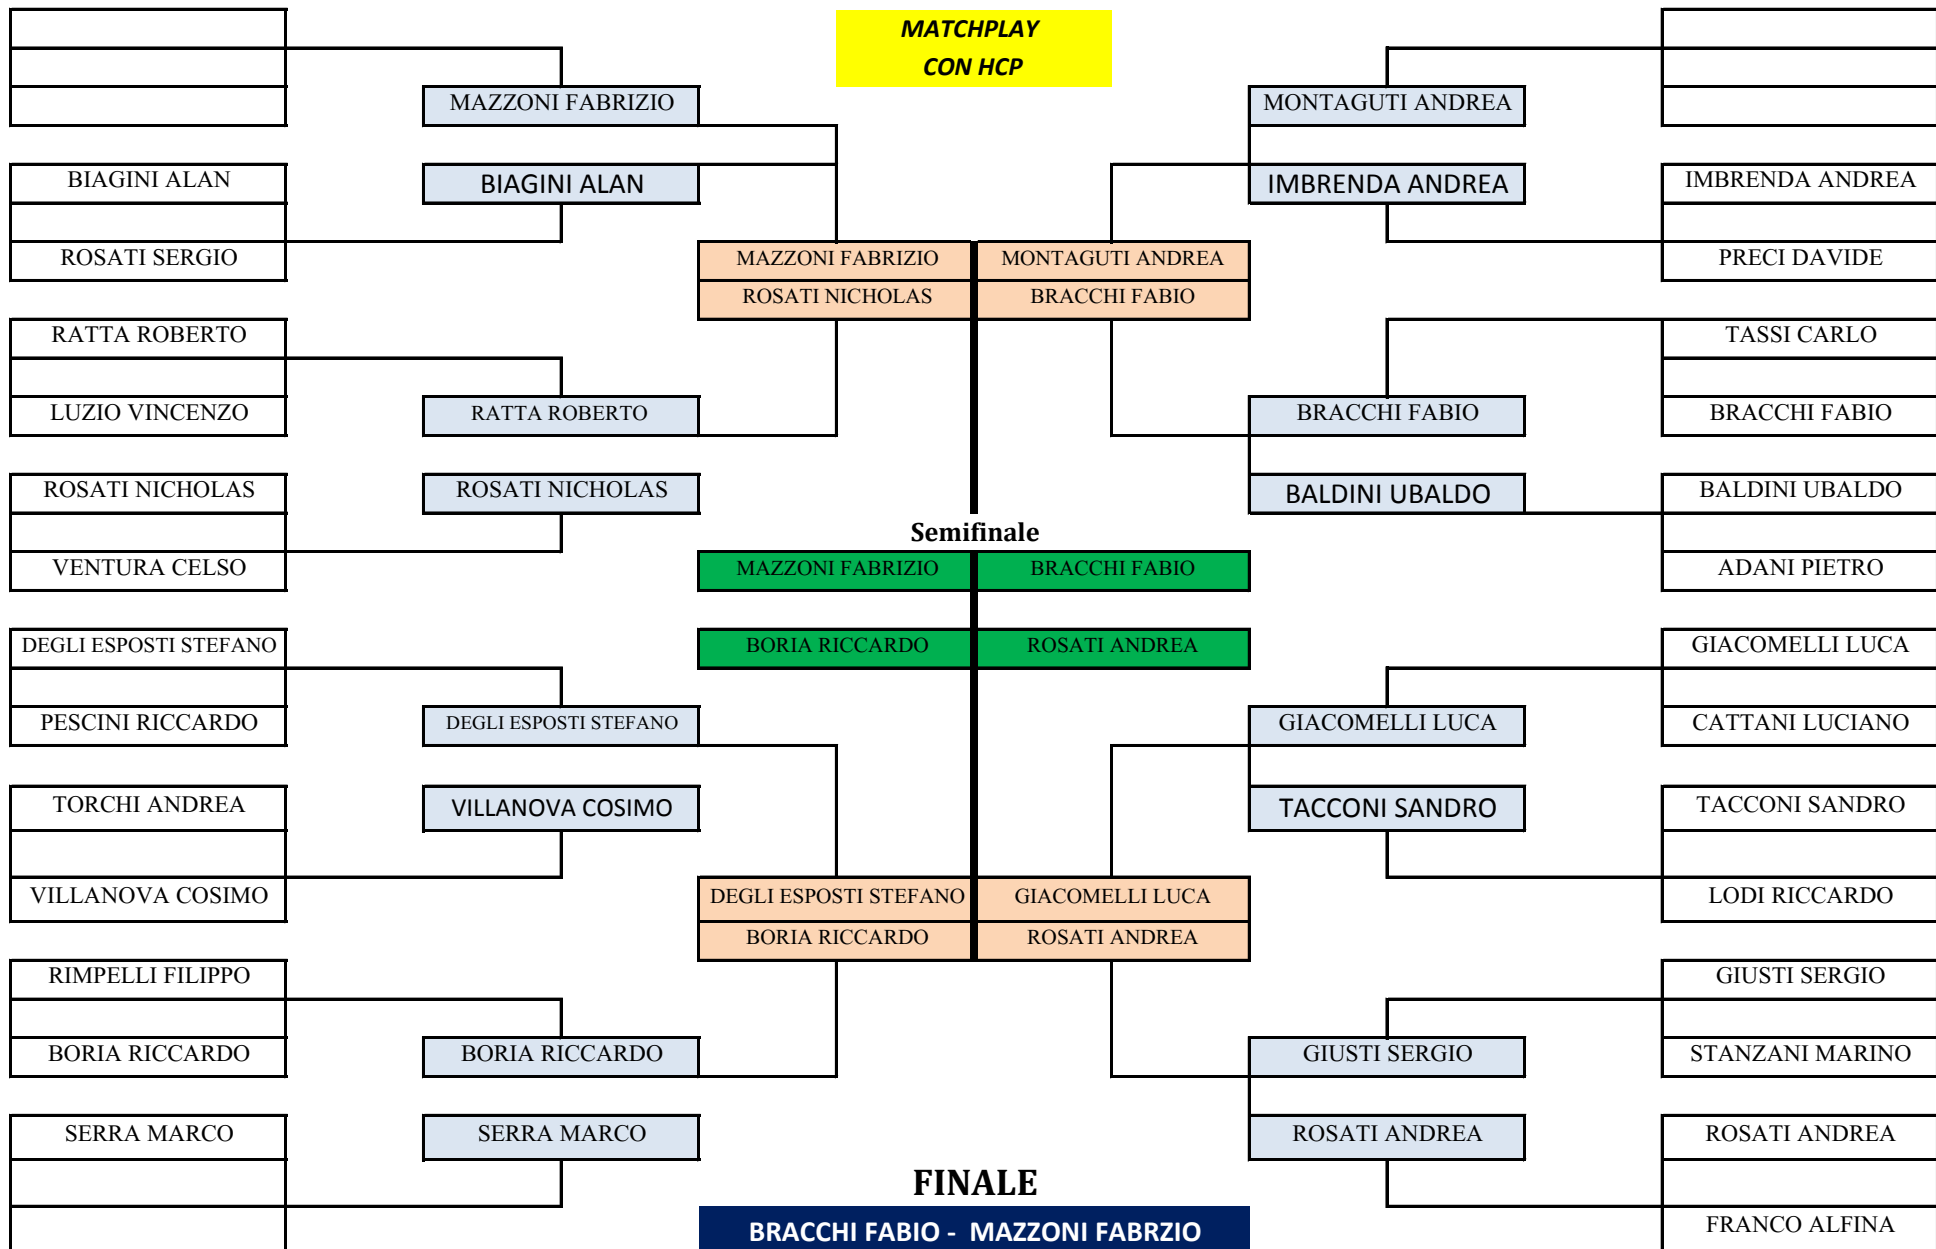 MATCHPLAY
CON HCP
MAZZONI FABRIZIO
MONTAGUTI ANDREA
BIAGINI ALAN
BIAGINI ALAN
IMBRENDA ANDREA
IMBRENDA ANDREA
ROSATI SERGIO
MAZZONI FABRIZIO
MONTAGUTI ANDREA
PRECI DAVIDE
ROSATI NICHOLAS
BRACCHI FABIO
RATTA ROBERTO
TASSI CARLO
LUZIO VINCENZO
RATTA ROBERTO
BRACCHI FABIO
BRACCHI FABIO
ROSATI NICHOLAS
ROSATI NICHOLAS
BALDINI UBALDO
BALDINI UBALDO
Semifinale
VENTURA CELSO
MAZZONI FABRIZIO
BRACCHI FABIO
ADANI PIETRO
DEGLI ESPOSTI STEFANO
BORIA RICCARDO
ROSATI ANDREA
GIACOMELLI LUCA
PESCINI RICCARDO
DEGLI ESPOSTI STEFANO
GIACOMELLI LUCA
CATTANI LUCIANO
TORCHI ANDREA
VILLANOVA COSIMO
TACCONI SANDRO
TACCONI SANDRO
VILLANOVA COSIMO
DEGLI ESPOSTI STEFANO
GIACOMELLI LUCA
LODI RICCARDO
BORIA RICCARDO
ROSATI ANDREA
RIMPELLI FILIPPO
GIUSTI SERGIO
BORIA RICCARDO
BORIA RICCARDO
GIUSTI SERGIO
STANZANI MARINO
SERRA MARCO
SERRA MARCO
ROSATI ANDREA
ROSATI ANDREA
FINALE
FRANCO ALFINA
BRACCHI FABIO - MAZZONI FABRZIO